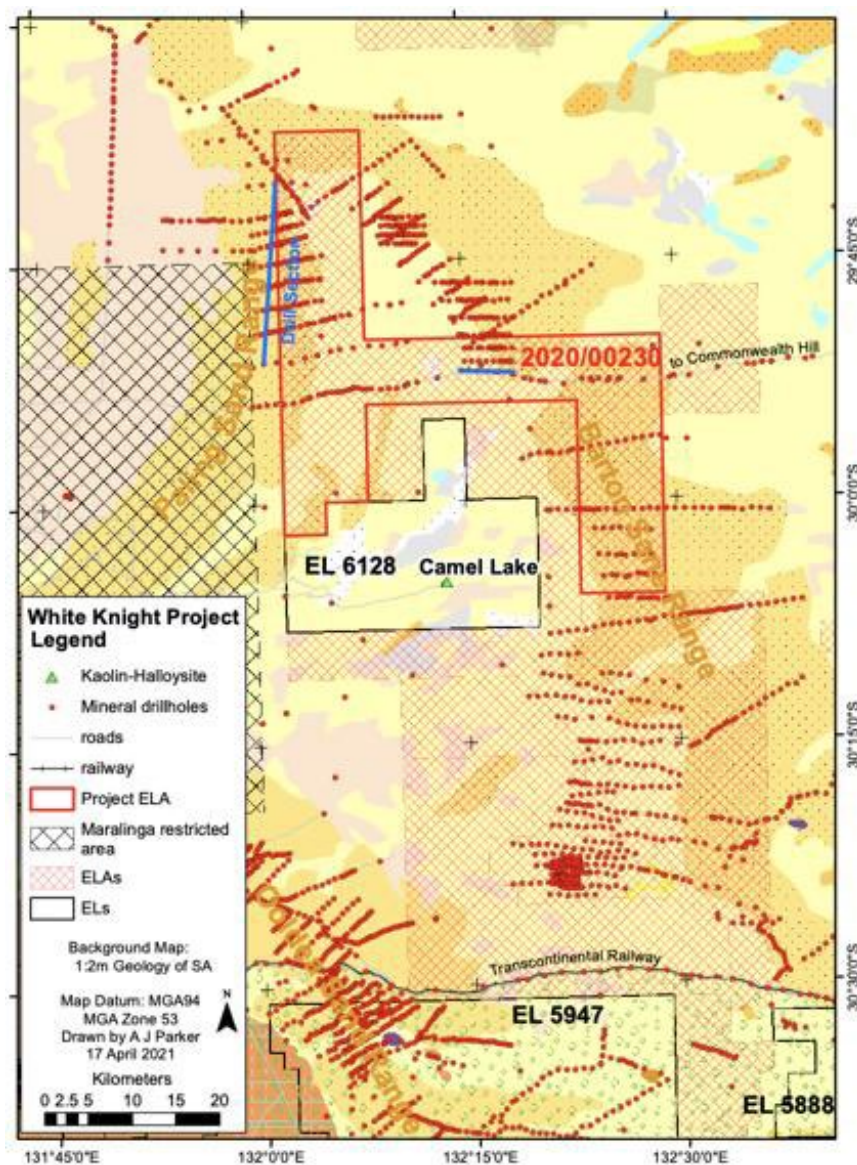 29°45'0"S
Drill Section
Paling Sand Range
2020/00230
to Commonwealth Hill
Barton Sand Range
30°0'0"S
EL 6128
Camel Lake
White Knight Project
Legend
Kaolin-Halloysite
Mineral drillholes
roads
railway
Project ELA
Maralinga restricted
area
ELAs
ELs
Background Map:
1:2m Geology of SA
Map Datum: MGA94
MGA Zone 53
Drawn by A J Parker
17 April 2021
N
Kilometers
0 2.5 5 10 15 20
30°15'0"S
Transcontinental Railway
30°30'0"S
EL 5947
EL 5888
Range
131°45'0"E
132°0'0"E
132°15'0"E
132°30'0"E